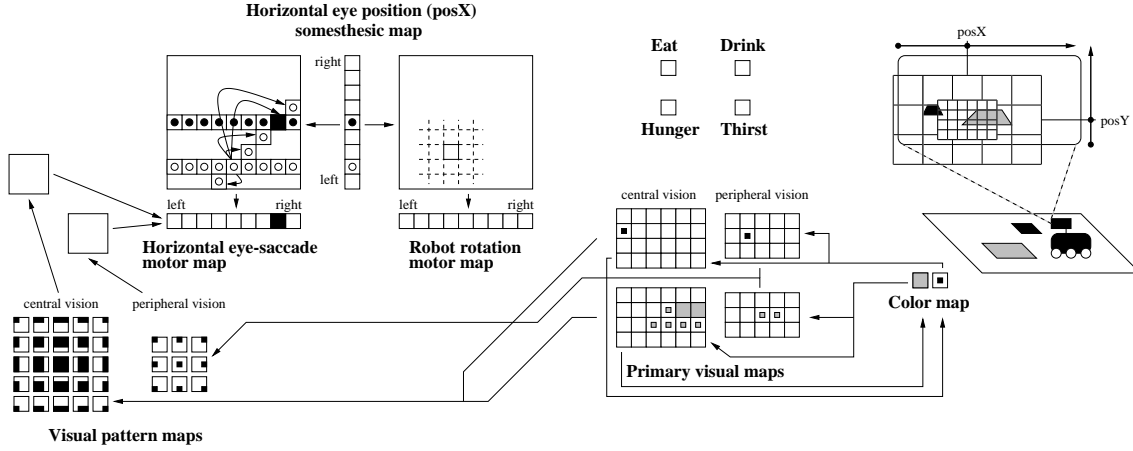 Horizontal eye position (posX)
somesthesic map
right
left
left
right
Horizontal eye-saccade
motor map
left
right
Robot rotation
motor map
Eat
Drink
Hunger
Thirst
posX
posY
central vision
peripheral vision
Color map
Primary visual maps
central vision
peripheral vision
Visual pattern maps